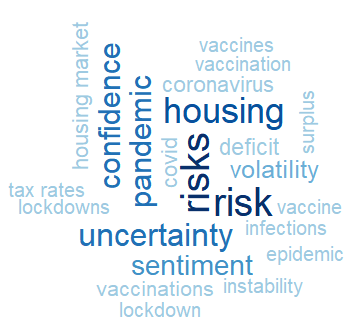 housing market
confidence
pandemic
vaccines
vaccination
coronavirus
housing
surplus
covid
risks
deficit
volatility
tax rates
lockdowns
risk
vaccine
uncertainty
infections
sentiment
epidemic
vaccinations
instability
lockdown